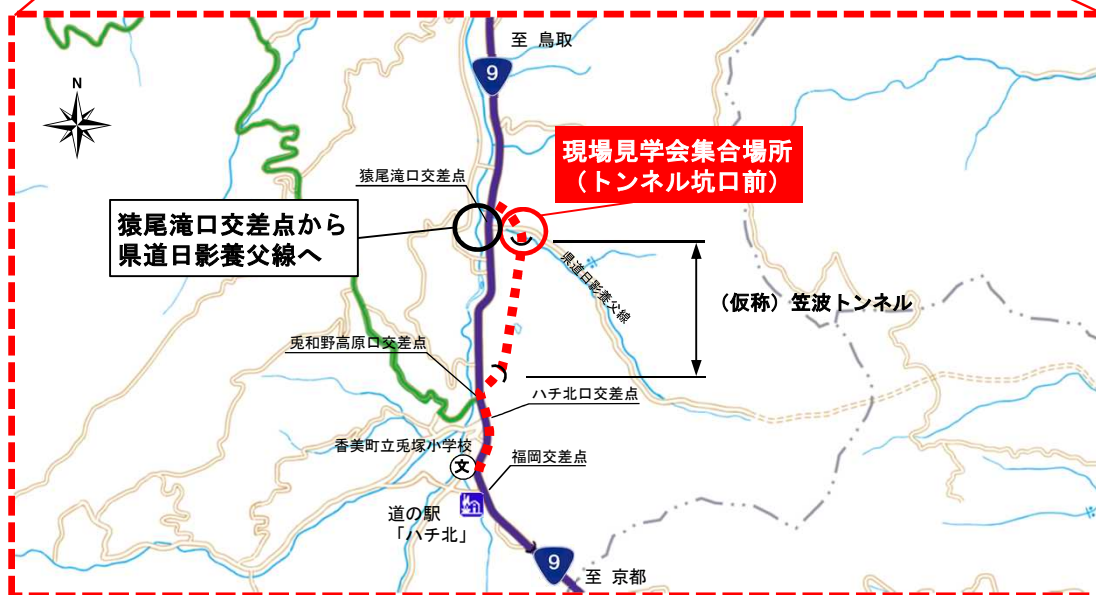 至 鳥取
9
N
現場見学会集合場所
（トンネル坑口前）
猿尾滝口交差点
猿尾滝口交差点から
県道日影養父線へ
県道日影養父線
（仮称）笠波トンネル
兎和野高原口交差点
ハチ北口交差点
香美町立兎塚小学校
文
福岡交差点
道の駅
「ハチ北」
9
至 京都